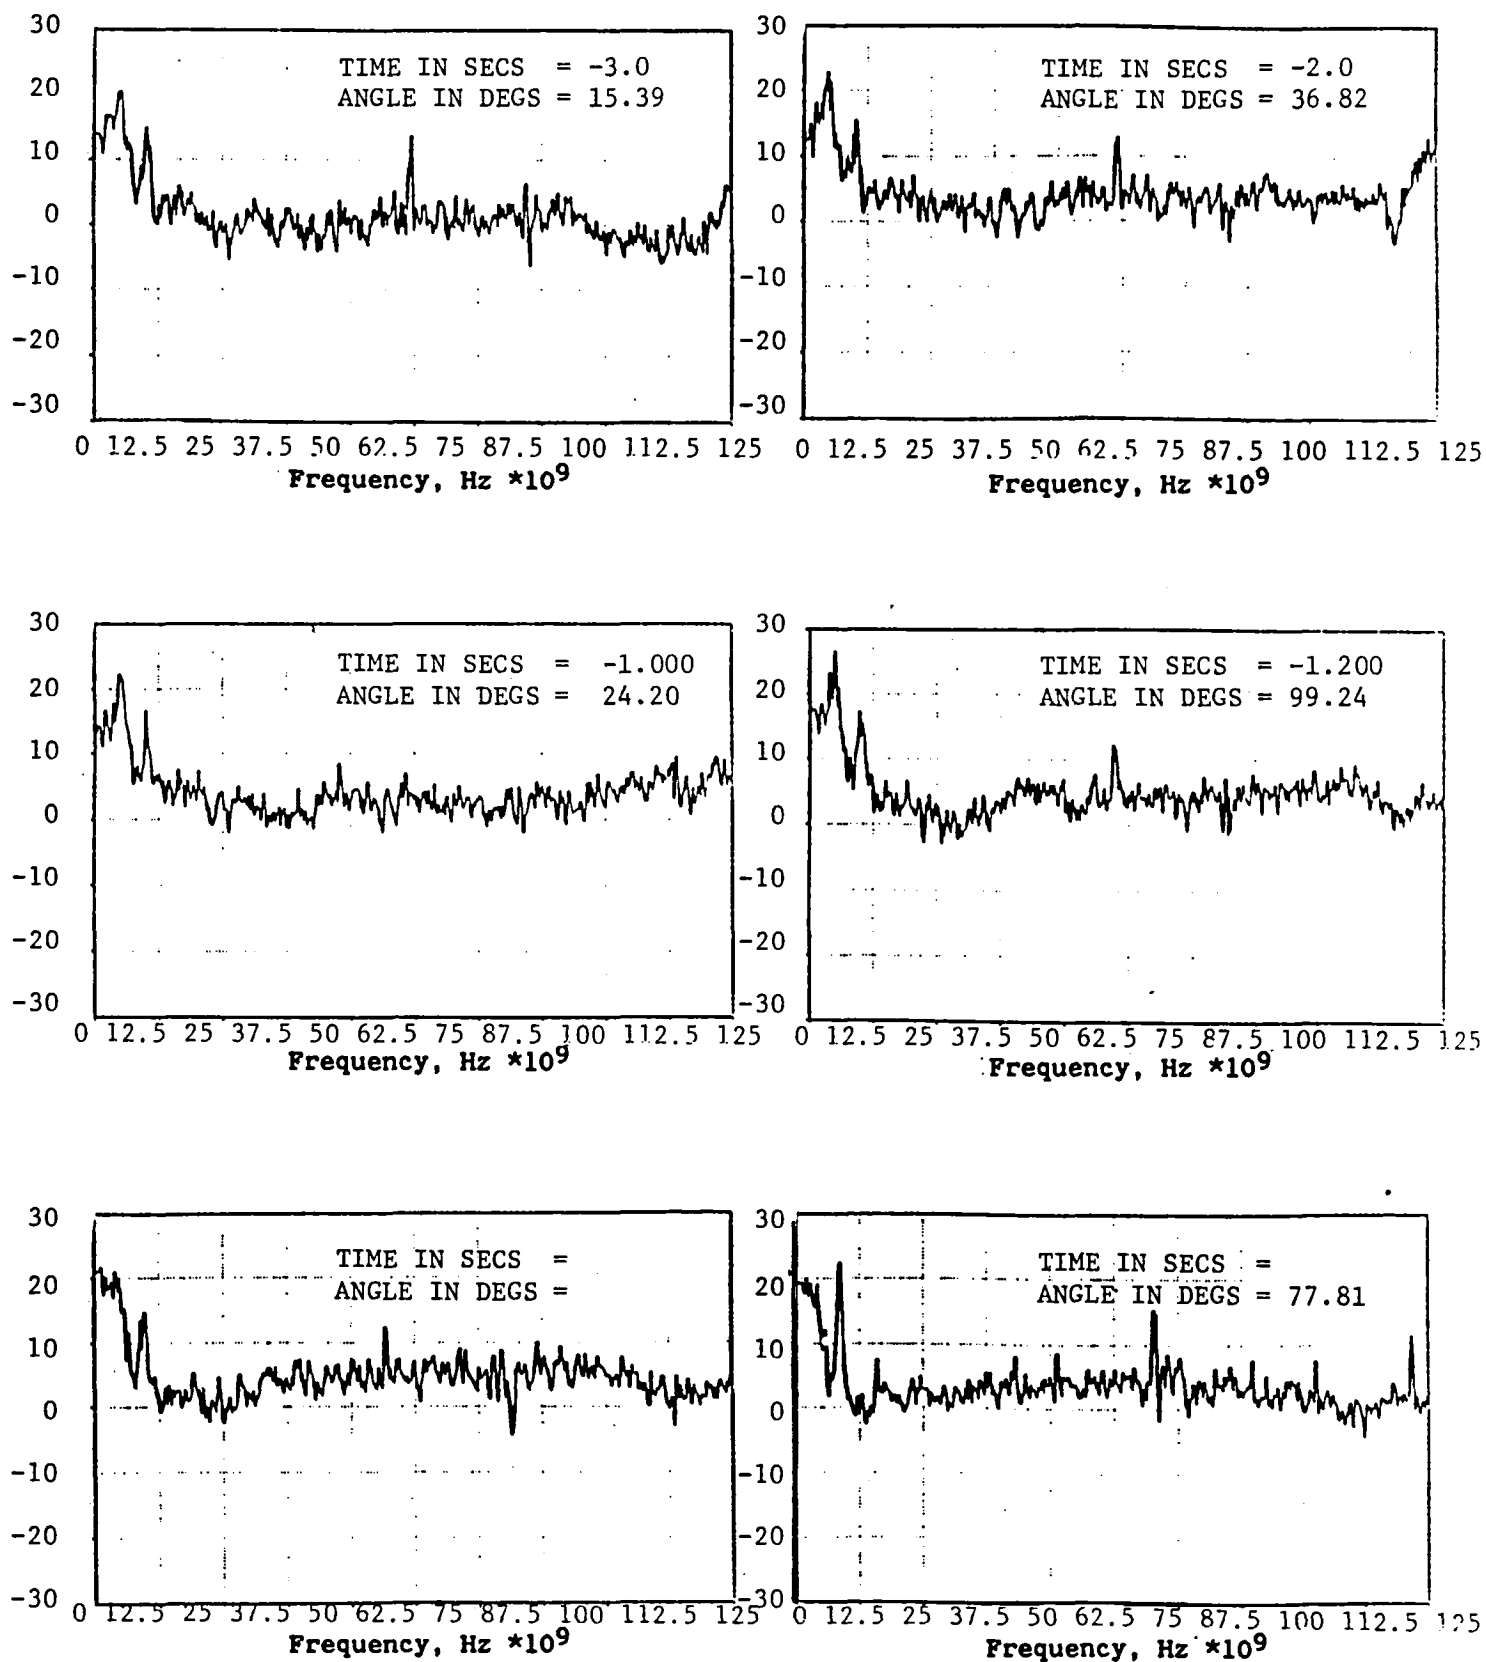 30 30
TIME IN SECS = -3.0 TIME IN SECS = -2.0
20 ANGLE IN DEGS = 15.39 20 ANGLE IN DEGS = 36.82
10 10
0 0
-10 -10
-20 -20
-30 -30
0 12.5 25 37.5 50 62.5 75 87.5 100 125 0 12.5 25 37.5 50 62.5 75 87.5 100 112.5 125
Frequency, Hz *10⁹ Frequency, Hz *10⁹
30 30
TIME IN SECS = -1.000 TIME IN SECS = -1.200
20 ANGLE IN DEGS = 24.20 20 ANGLE IN DEGS = 99.24
10 10
0 0
-10 -10
-20 -20
-30 -30
0 12.5 25 37.5 50 62.5 75 87.5 100 125 0 12.5 25 37.5 50 62.5 75 87.5 100 112.5 125
Frequency, Hz *10⁹ Frequency, Hz *10⁹
30 30
TIME IN SECS = TIME IN SECS =
20 ANGLE IN DEGS = 20 ANGLE IN DEGS = 77.81
10 10
0 0
-10 -10
-20 -20
-30 -30
0 12.5 25 37.5 50 62.5 75 87.5 100 125 0 12.5 25 37.5 50 62.5 75 87.5 100 112.5 125
Frequency, Hz *10⁹ Frequency, Hz *10⁹